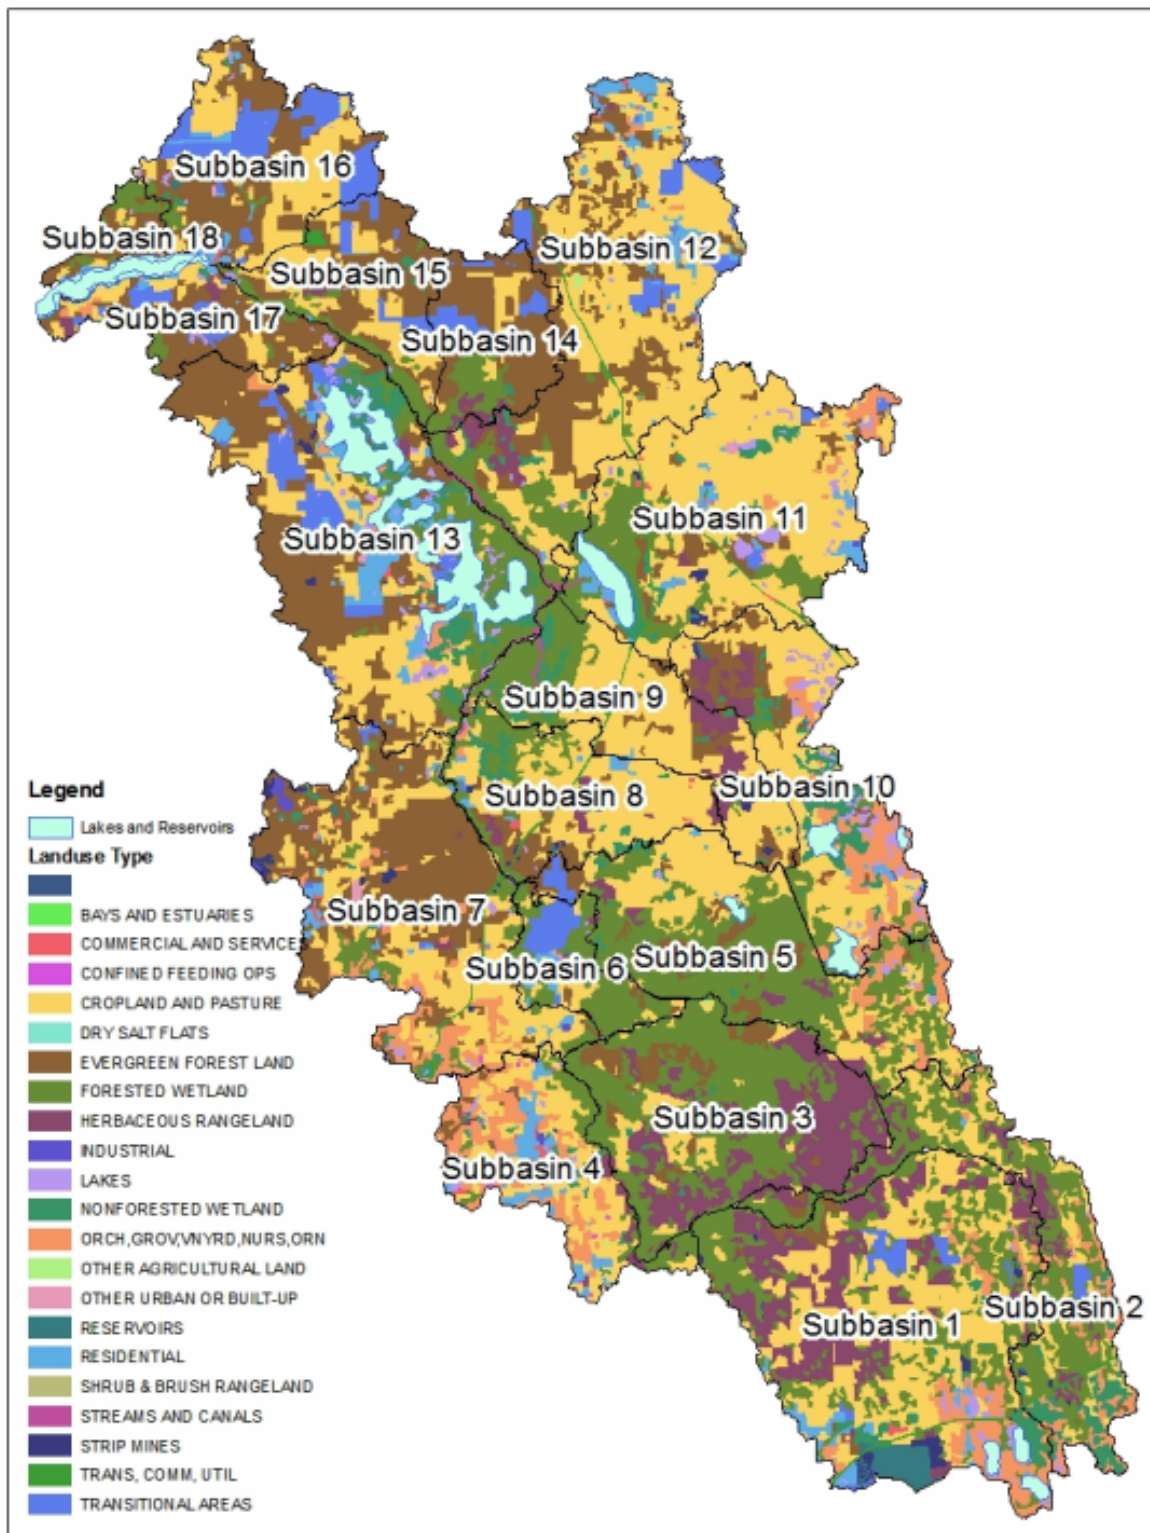 Subbasin 16
Subbasin 18
Subbasin 12
Subbasin 15
Subbasin 17
Subbasin 14
Subbasin 11
Subbasin 13
Subbasin 9
Subbasin 10
Subbasin 8
Subbasin 7
Subbasin 5
Subbasin 6
Subbasin 3
Subbasin 4
Subbasin 2
Subbasin 1
Legend
Lakes and Reservoirs
Landuse Type
BAYS AND ESTUARIES
COMMERCIAL AND SERVICES
CONFINED FEEDING OPS
CROPLAND AND PASTURE
DRY SALT FLATS
EVERGREEN FOREST LAND
FORESTED WETLAND
HERBACEOUS RANGELAND
INDUSTRIAL
LAKES
NONFORESTED WETLAND
ORCH,GROV,VNYRD,NURS,ORN
OTHER AGRICULTURAL LAND
OTHER URBAN OR BUILT-UP
RESERVOIRS
RESIDENTIAL
SHRUB & BRUSH RANGELAND
STREAMS AND CANALS
STRIP MINES
TRANS, COMM, UTIL
TRANSITIONAL AREAS